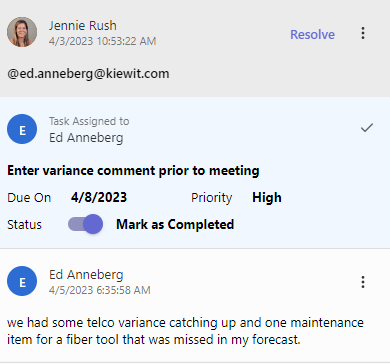 Jennie Rush
4/3/2023 10:53:22 AM
Resolve
@ed.anneberg@kiewit.com
E
Task Assigned to
Ed Anneberg
Enter variance comment prior to meeting
Due On 4/8/2023 Priority High
Status Mark as Completed
E
Ed Anneberg
4/5/2023 6:35:58 AM
we had some telco variance catching up and one maintenance
item for a fiber tool that was missed in my forecast.